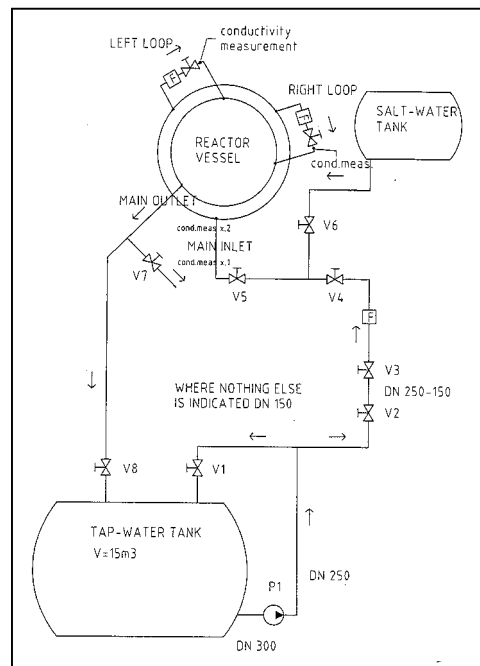 LEFT LOOP
conductivity
measurement
F
RIGHT LOOP
F
SALT-WATER
TANK
REACTOR
VESSEL
cond.meas.
MAIN OUTLET
V6
cond.meas x.2
MAIN INLET
cond.meas x.1
V7
V5
V4
F
V3
WHERE NOTHING ELSE
IS INDICATED DN 150
DN 250-150
V2
V8
V1
TAP-WATER TANK
V=15m3
DN 250
P1
DN 300